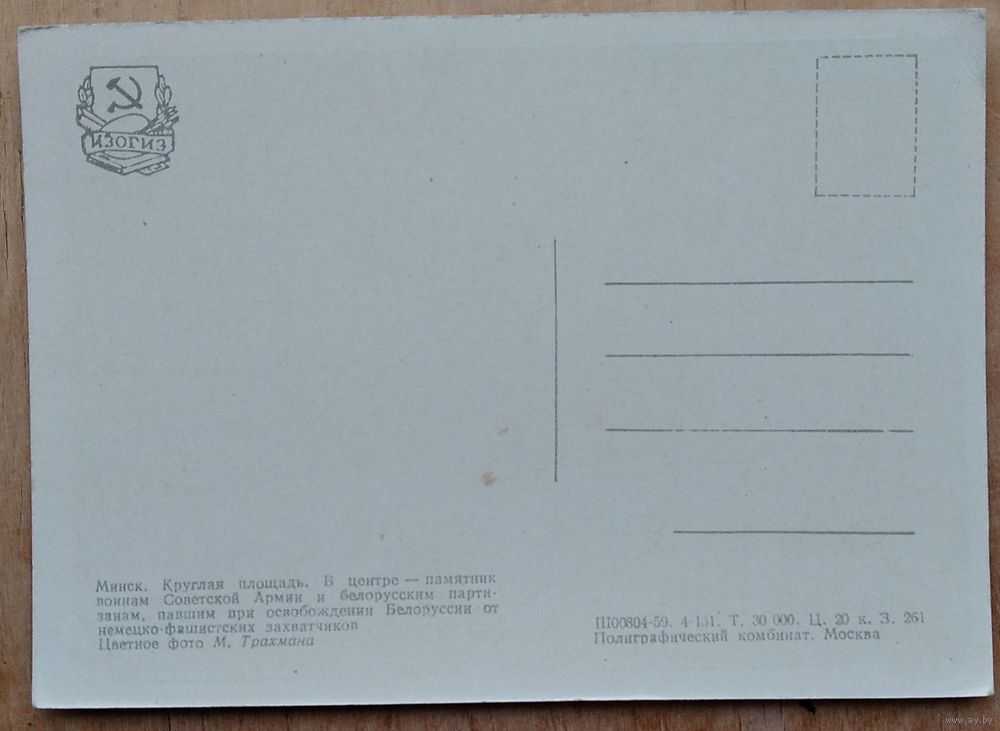 ИЗОГИЗ
Минск. Круглая площадь. В центре — памятник
воинам Советской Армии и белорусским парти-
занам, павшим при освобождении Белоруссии от
немецко-фашистских захватчиков
Цветное фото М. Трахмана
Ш00804-59. 4-131. Т. 30 000. Ц. 20 к. З. 261
Полиграфический комбинат. Москва
www.ay.by